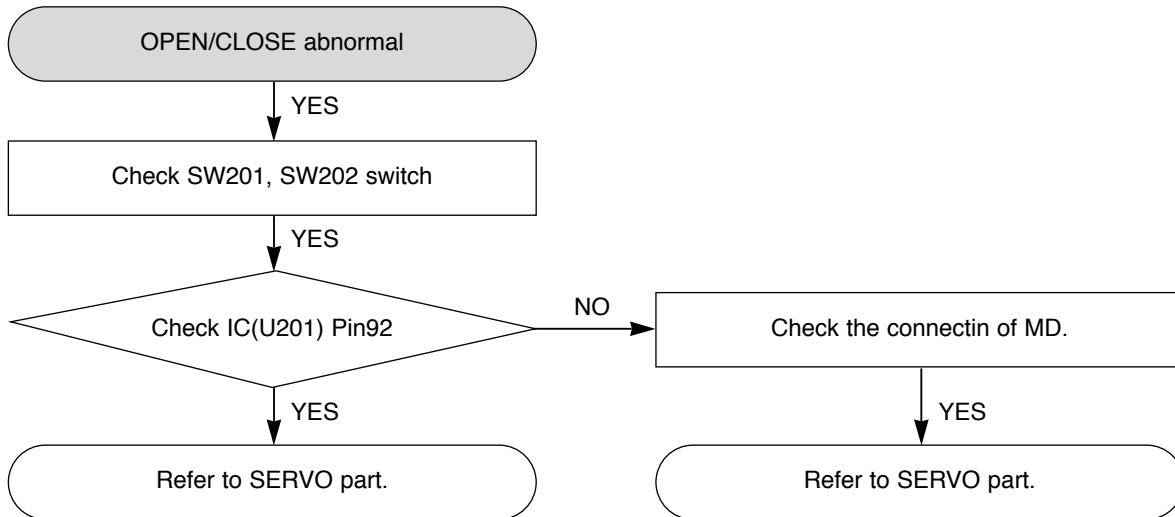 OPEN/CLOSE abnormal
YES
Check SW201, SW202 switch
YES
Check IC(U201) Pin92
NO
Check the connectin of MD.
YES
YES
Refer to SERVO part.
Refer to SERVO part.